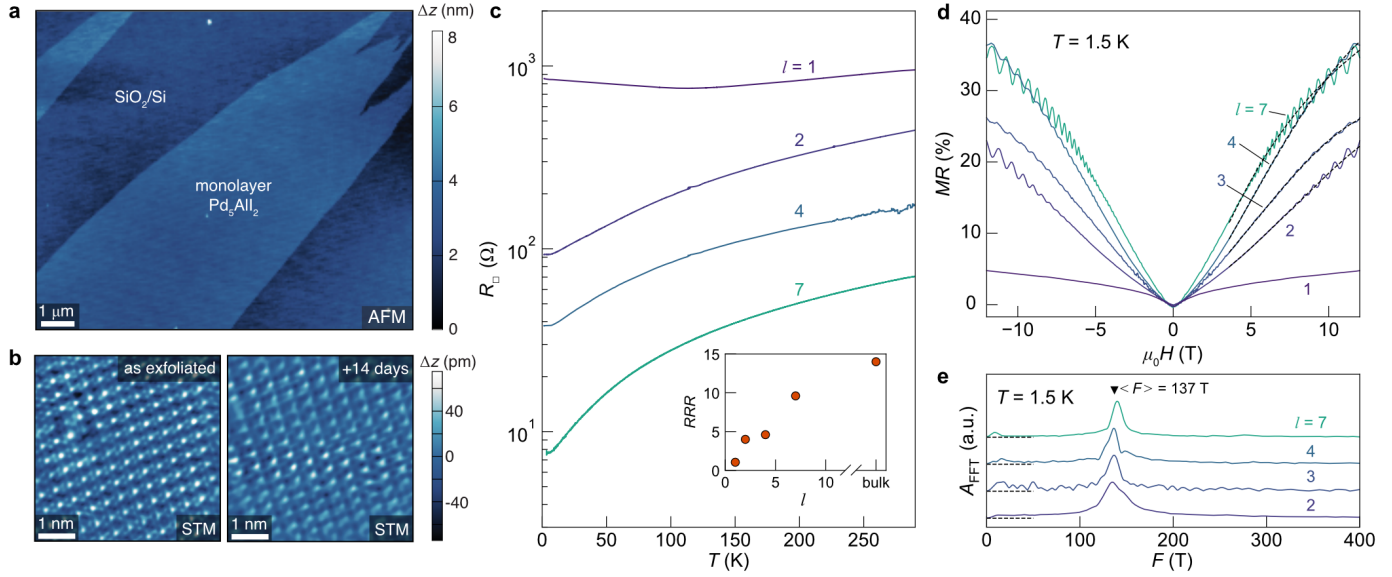 a
Δz (nm)
8
6
4
2
0
SiO₂/Si
monolayer
Pd₅AlI₂
1 μm
AFM
b
as exfoliated
1 nm
STM
+14 days
1 nm
STM
Δz (pm)
40
0
-40
c
R□ (Ω)
10³
10²
10¹
l = 1
2
4
7
0
50
100
150
200
250
T (K)
RRR
15
10
5
0
0
5
10
bulk
l
d
MR (%)
40
30
20
10
0
T = 1.5 K
l = 7
4
3
2
1
−10
−5
0
5
10
μ₀H (T)
e
A_FFT (a.u.)
T = 1.5 K
▼< F > = 137 T
l = 7
4
3
2
0
100
200
300
400
F (T)